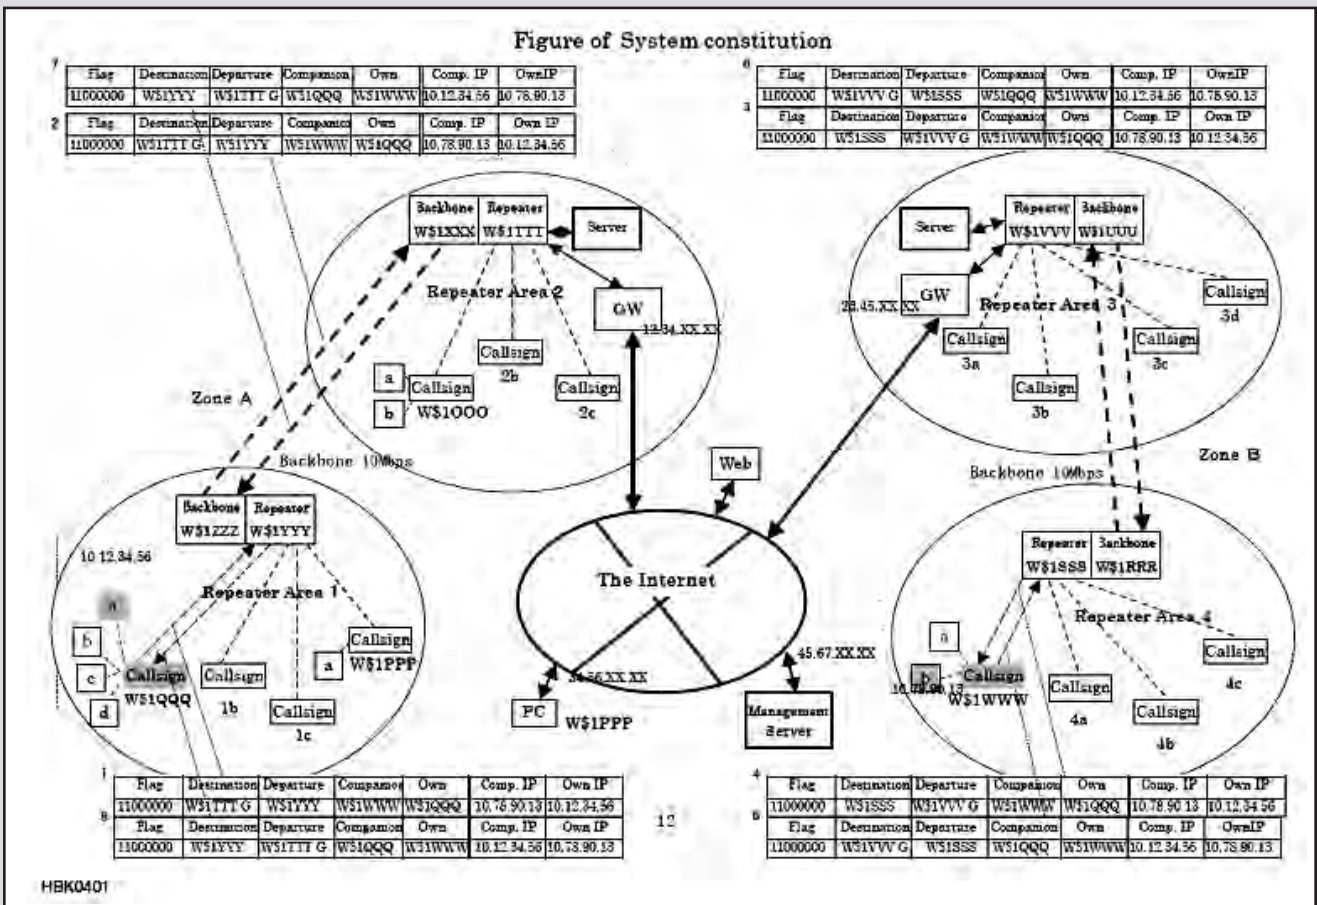 Figure of System constitution
7
Flag Destination Departure Companion Own Comp. IP OwnIP
11000000 W$1YYY W$1TTT G W$1QQQ W$1WWW 10.12.34.56 10.78.90.13
2
Flag Destination Departure Companion Own Comp. IP Own IP
11000000 W$1TTT G W$1YYY W$1WWW W$1QQQ 10.78.90.13 10.12.34.56
6
Flag Destination Departure Companion Own Comp. IP OwnIP
11000000 W$1VVV G W$1SSS W$1QQQ W$1WWW 10.12.34.56 10.78.90.13
3
Flag Destination Departure Companion Own Comp. IP Own IP
11000000 W$1SSS W$1VVV G W$1WWW W$1QQQ 10.78.90.13 10.12.34.56
Backbone Repeater
W$1XXX W$1TTT
Server
Repeater Area 2
GW
12.34.XX.XX
Callsign
2b
a
b
Callsign
W$1OOO
Callsign
2c
Zone A
Backbone 10Mbps
Server
Repeater Backbone
W$1VVV W$1UUU
GW
23.45.XX.XX
Repeater Area 3
Callsign
3d
Callsign
3a
Callsign
3c
Callsign
3b
Zone B
Backbone 10Mbps
Web
The Internet
34.56.XX.XX
45.67.XX.XX
PC
W$1PPP
Management
Server
Backbone Repeater
W$1ZZZ W$1YYY
10.12.34.56
Repeater Area 1
a
b
c
d
Callsign
W$1QQQ
Callsign
1b
Callsign
1c
a
Callsign
W$1PPP
Repeater Backbone
W$1SSS W$1RRR
Repeater Area 4
a
b
10.78.90.13
Callsign
W$1WWW
Callsign
4a
Callsign
4b
Callsign
4c
1
Flag Destination Departure Companion Own Comp. IP Own IP
11000000 W$1TTT G W$1YYY W$1WWW W$1QQQ 10.78.90.13 10.12.34.56
8
Flag Destination Departure Companion Own Comp. IP Own IP
11000000 W$1YYY W$1TTT G W$1QQQ W$1WWW 10.12.34.56 10.78.90.13
12
4
Flag Destination Departure Companion Own Comp. IP Own IP
11000000 W$1SSS W$1VVV G W$1WWW W$1QQQ 10.78.90.13 10.12.34.56
5
Flag Destination Departure Companion Own Comp. IP OwnIP
11000000 W$1VVV G W$1SSS W$1QQQ W$1WWW 10.12.34.56 10.78.90.13
HBK0401